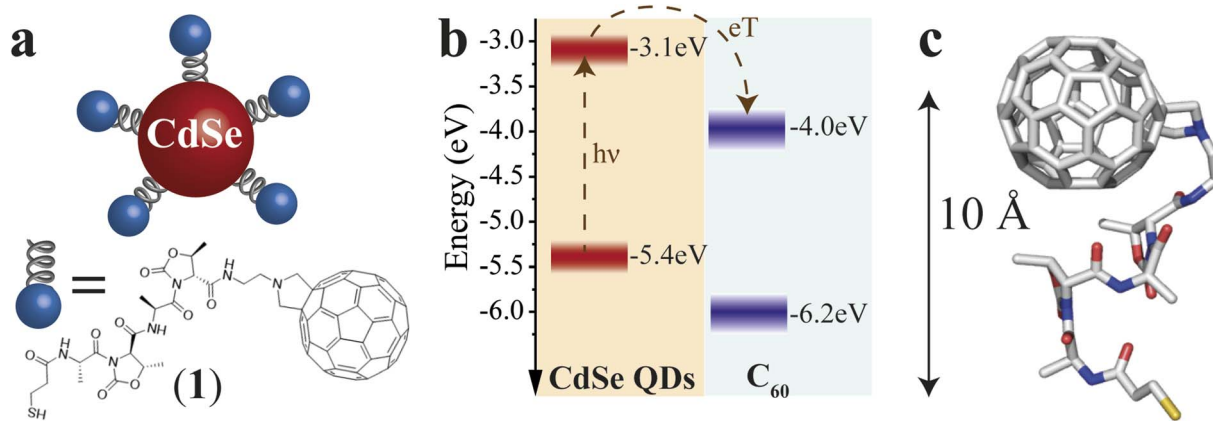 a
CdSe
=
(1)
O
O
N
O
H
N
N
O
O
NH
O
O
N
O
O
O
H
N
O
SH
b
Energy (eV)
-3.0
-3.5
-4.0
-4.5
-5.0
-5.5
-6.0
-3.1eV
eT
-4.0eV
hν
-5.4eV
-6.2eV
CdSe QDs
C60
c
10 Å